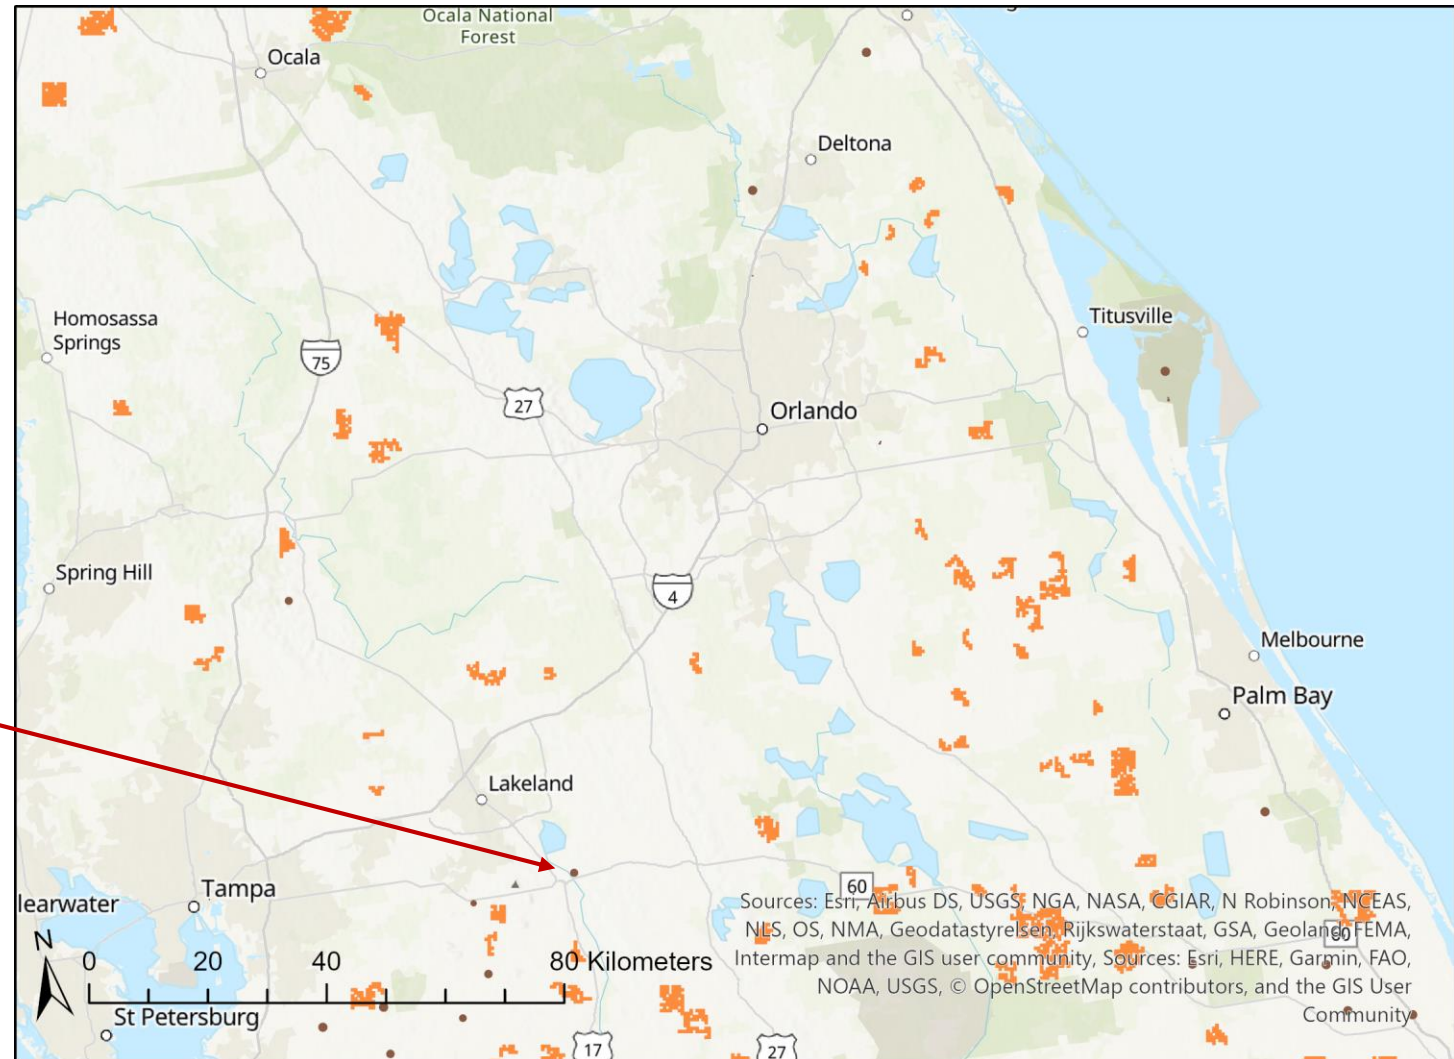 Ocala National
Forest
Ocala
Deltona
Homosassa
Springs
Titusville
75
27
Orlando
Spring Hill
4
Melbourne
Palm Bay
Lakeland
60
Tampa
learwater
Sources: Esri, Airbus DS, USGS, NGA, NASA, CGIAR, N Robinson, NCEAS,
NLS, OS, NMA, Geodatastyrelsen, Rijkswaterstaat, GSA, Geoland, FEMA,
Intermap and the GIS user community, Sources: Esri, HERE, Garmin, FAO,
NOAA, USGS, © OpenStreetMap contributors, and the GIS User
Community
60
N
0 20 40 80 Kilometers
St Petersburg
17
27